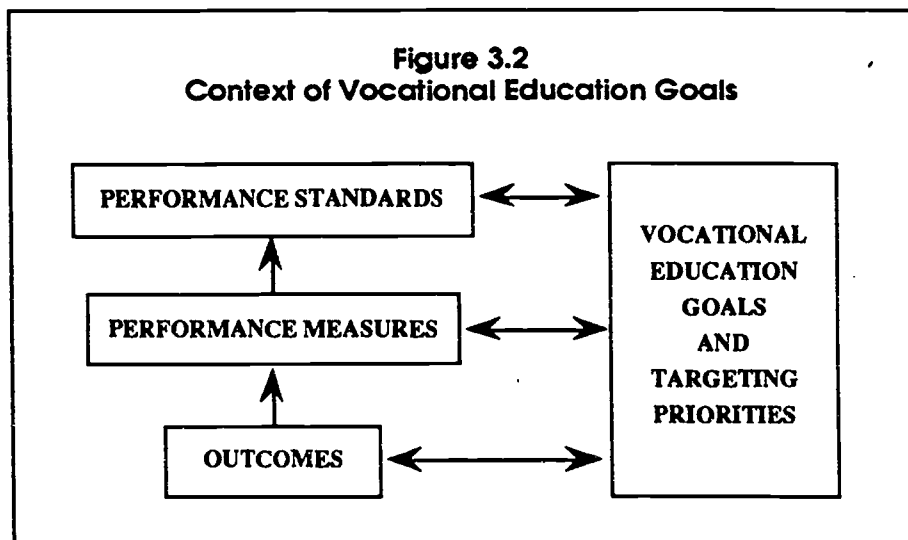 Figure 3.2
Context of Vocational Education Goals
PERFORMANCE STANDARDS
PERFORMANCE MEASURES
OUTCOMES
VOCATIONAL
EDUCATION
GOALS
AND
TARGETING
PRIORITIES